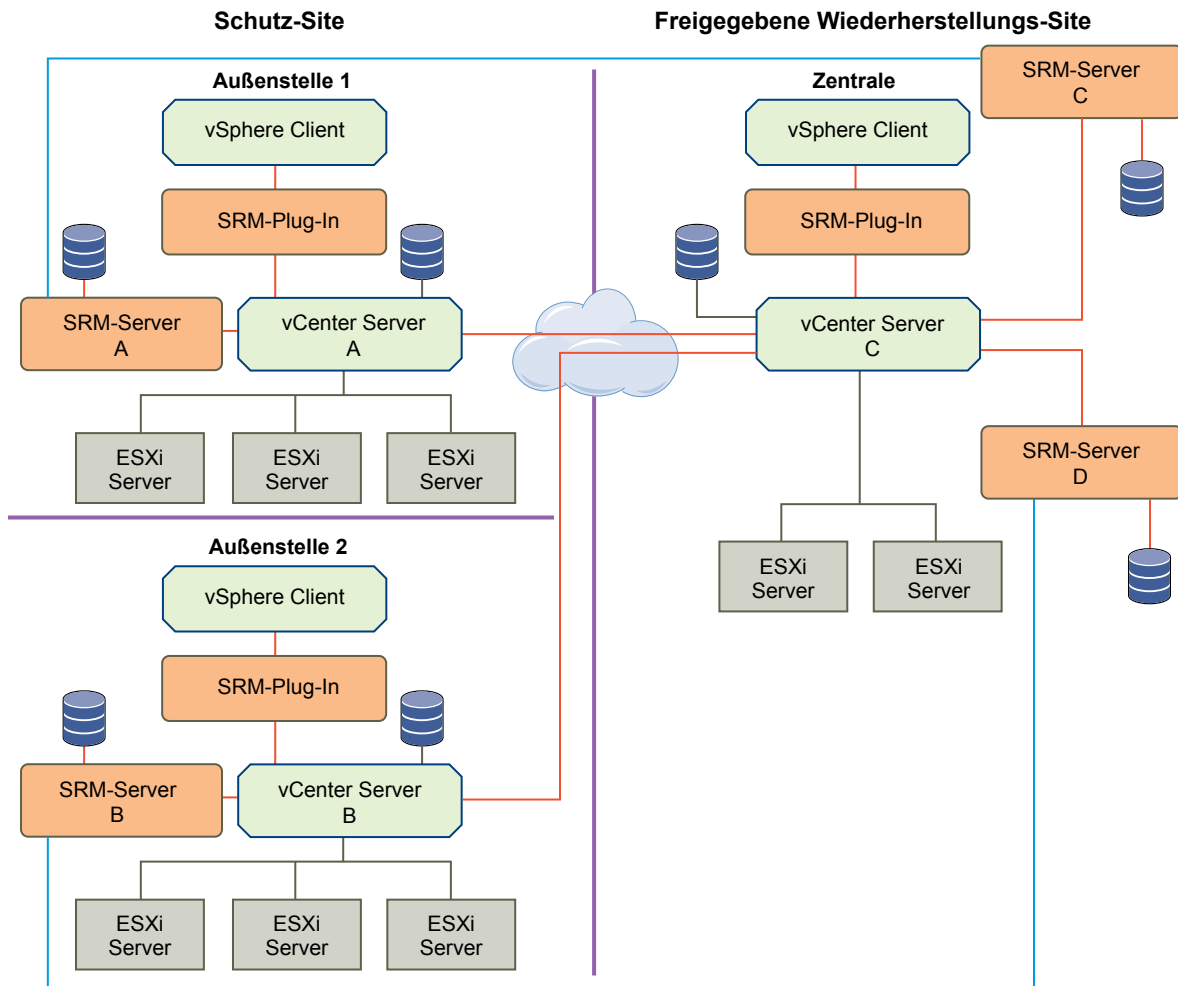 Schutz-Site
Freigegebene Wiederherstellungs-Site
Außenstelle 1
vSphere Client
SRM-Plug-In
SRM-Server
A
vCenter Server
A
ESXi
Server
ESXi
Server
ESXi
Server
Außenstelle 2
vSphere Client
SRM-Plug-In
SRM-Server
B
vCenter Server
B
ESXi
Server
ESXi
Server
ESXi
Server
Zentrale
vSphere Client
SRM-Plug-In
vCenter Server
C
ESXi
Server
ESXi
Server
SRM-Server
C
SRM-Server
D